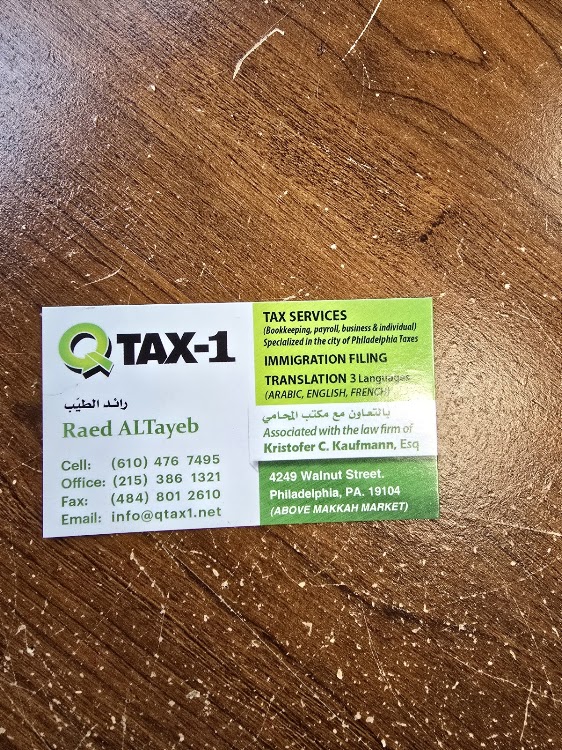 QTAX-1
رائد الطيّب
Raed ALTayeb
Cell: (610) 476 7495
Office: (215) 386 1321
Fax: (484) 801 2610
Email: info@qtax1.net
TAX SERVICES
(Bookkeeping, payroll, business & individual)
Specialized in the city of Philadelphia Taxes
IMMIGRATION FILING
TRANSLATION 3 Languages
(ARABIC, ENGLISH, FRENCH)
بالتعاون مع مكتب المحامي
Associated with the law firm of
Kristofer C. Kaufmann, Esq
4249 Walnut Street.
Philadelphia, PA. 19104
(ABOVE MAKKAH MARKET)